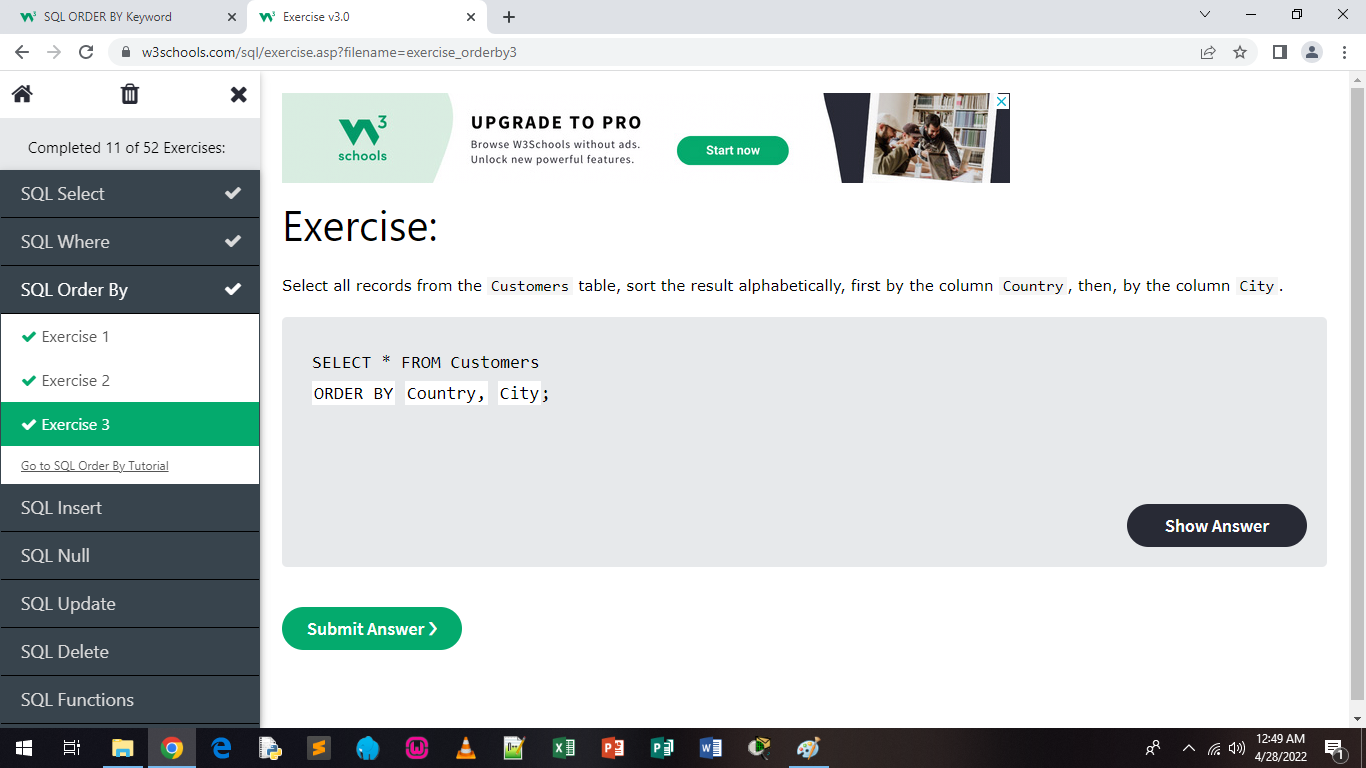 SQL ORDER BY Keyword
Exercise v3.0
w3schools.com/sql/exercise.asp?filename=exercise_orderby3
Completed 11 of 52 Exercises:
SQL Select
SQL Where
SQL Order By
Exercise 1
Exercise 2
Exercise 3
Go to SQL Order By Tutorial
SQL Insert
SQL Null
SQL Update
SQL Delete
SQL Functions
3
schools
UPGRADE TO PRO
Browse W3Schools without ads.
Unlock new powerful features.
Start now
Exercise:
Select all records from the Customers table, sort the result alphabetically, first by the column Country, then, by the column City.
SELECT * FROM Customers
ORDER BY Country, City;
Show Answer
Submit Answer ❯
12:49 AM
4/28/2022
1